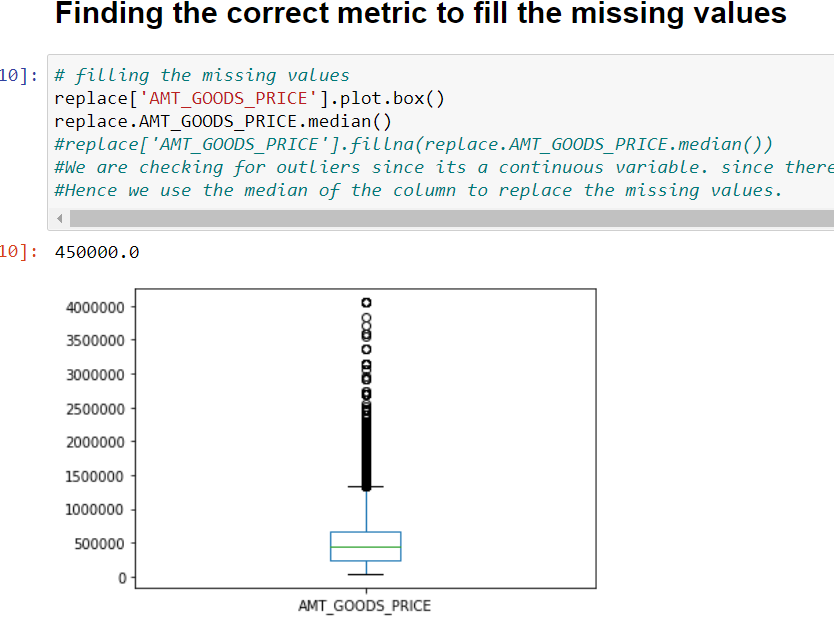 Finding the correct metric to fill the missing values
10]: # filling the missing values
replace['AMT_GOODS_PRICE'].plot.box()
replace.AMT_GOODS_PRICE.median()
#replace['AMT_GOODS_PRICE'].fillna(replace.AMT_GOODS_PRICE.median())
#We are checking for outliers since its a continuous variable. since there
#Hence we use the median of the column to replace the missing values.
10]: 450000.0
4000000
3500000
3000000
2500000
2000000
1500000
1000000
500000
0
AMT_GOODS_PRICE